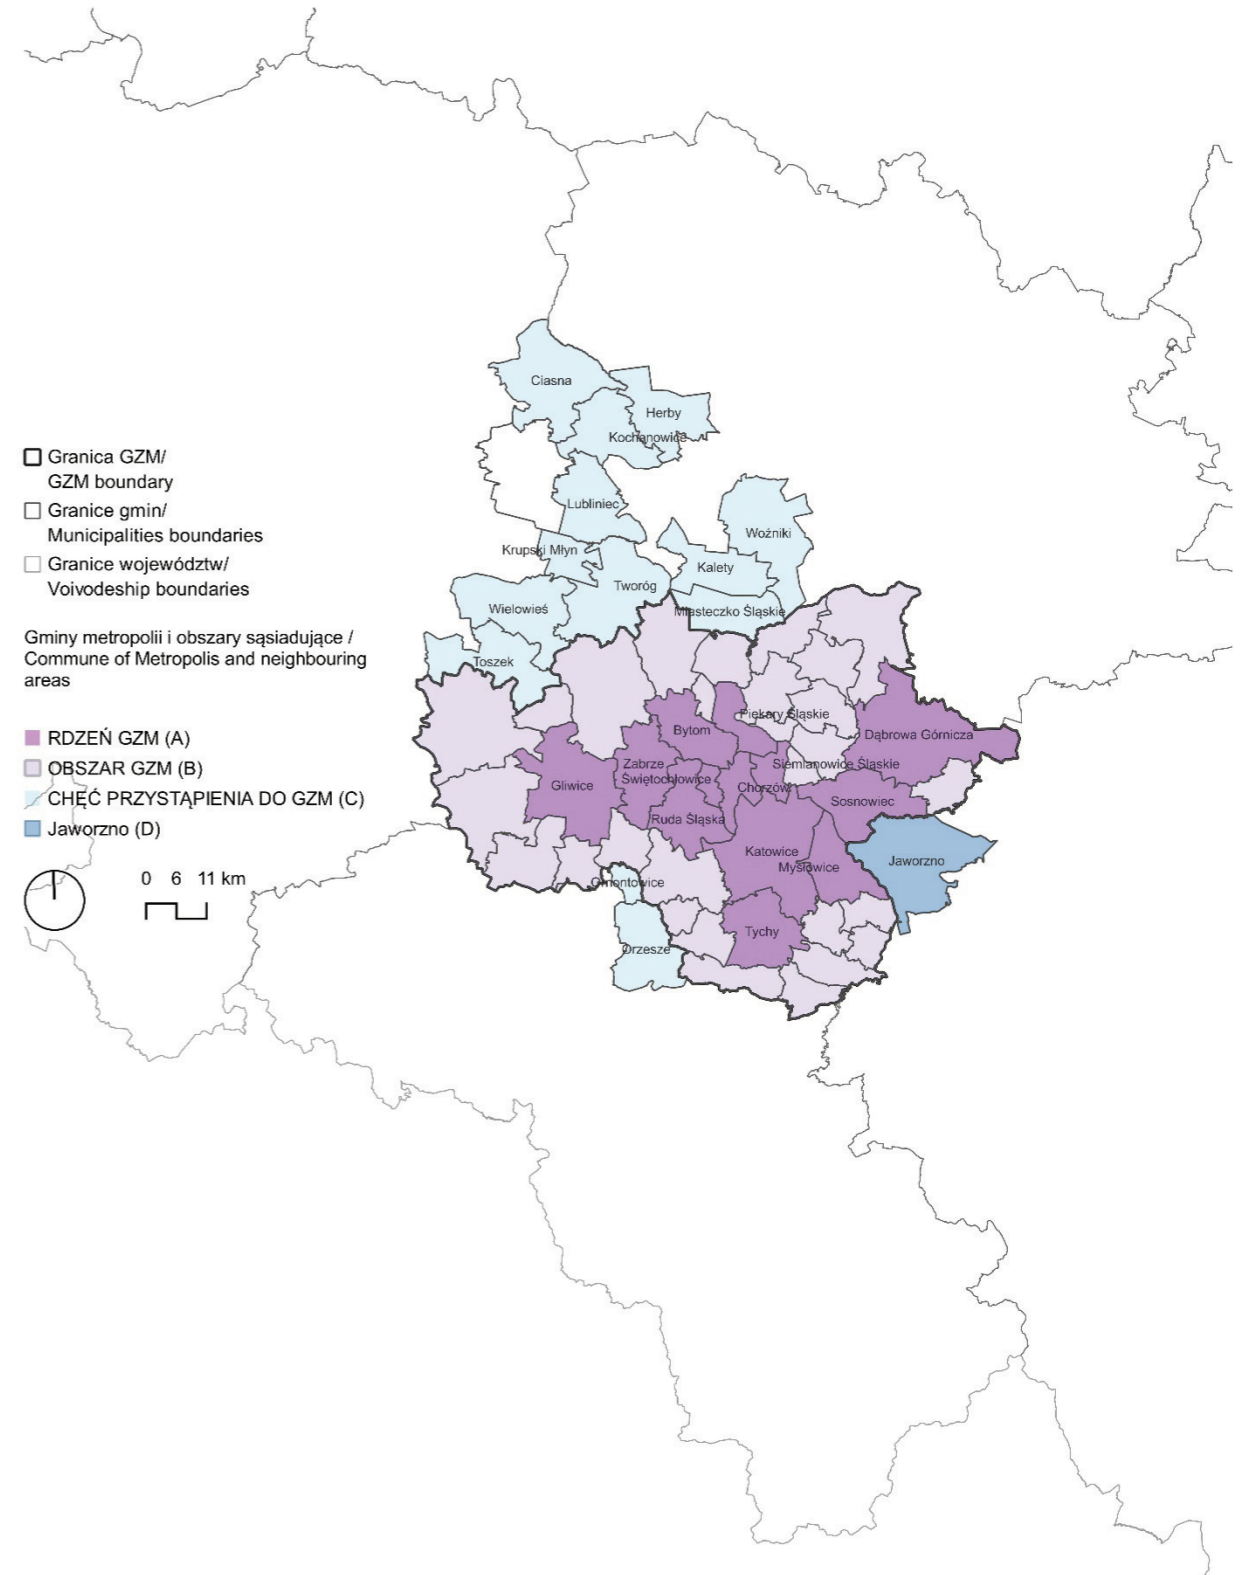 Ciasna
Herby
Kochanowice
Granica GZM/
GZM boundary
Granice gmin/
Municipalities boundaries
Granice województw/
Voivodeship boundaries
Lubliniec
Woźniki
Krupski Młyn
Kalety
Tworóg
Wielowieś
Miasteczko Śląskie
Gminy metropolii i obszary sąsiadujące /
Commune of Metropolis and neighbouring
areas
Toszek
RDZEŃ GZM (A)
OBSZAR GZM (B)
CHĘĆ PRZYSTĄPIENIA DO GZM (C)
Jaworzno (D)
Piekary Śląskie
Bytom
Dąbrowa Górnicza
Zabrze
Siemianowice Śląskie
Świętochłowice
Gliwice
Chorzów
Sosnowiec
Ruda Śląska
Katowice
Mysłowice
Jaworzno
0 6 11 km
Ornontowice
Tychy
Orzesze